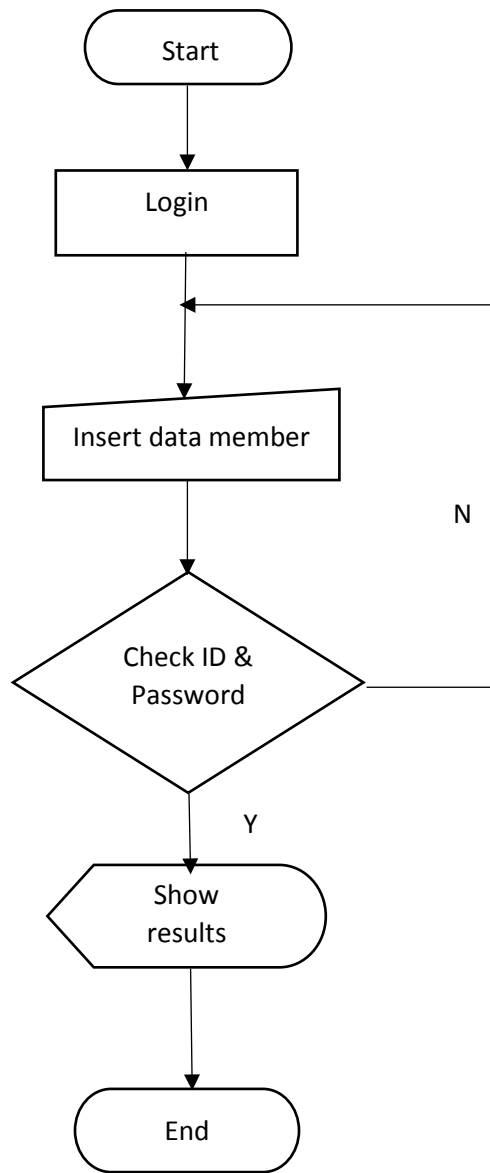 Start
Login
Insert data member
N
Check ID &
Password
Y
Show
results
End